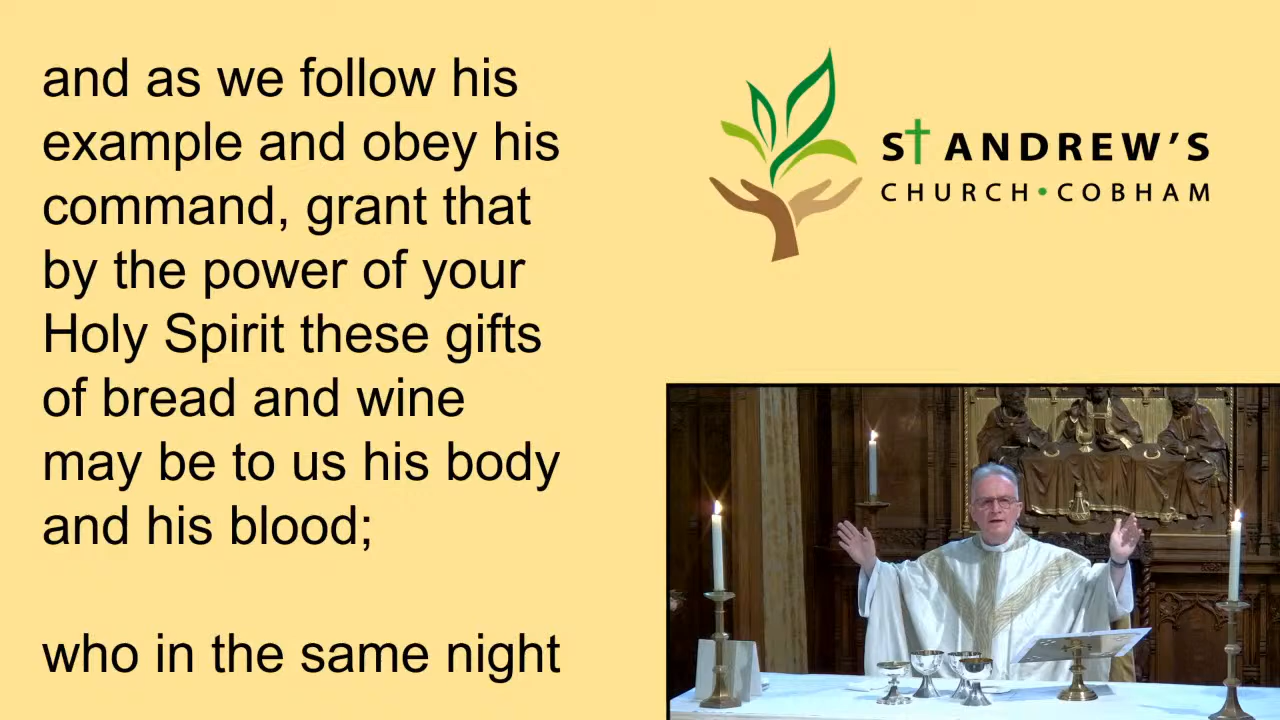 and as we follow his
example and obey his
command, grant that
by the power of your
Holy Spirit these gifts
of bread and wine
may be to us his body
and his blood;
who in the same night
St ANDREW'S
CHURCH•COBHAM